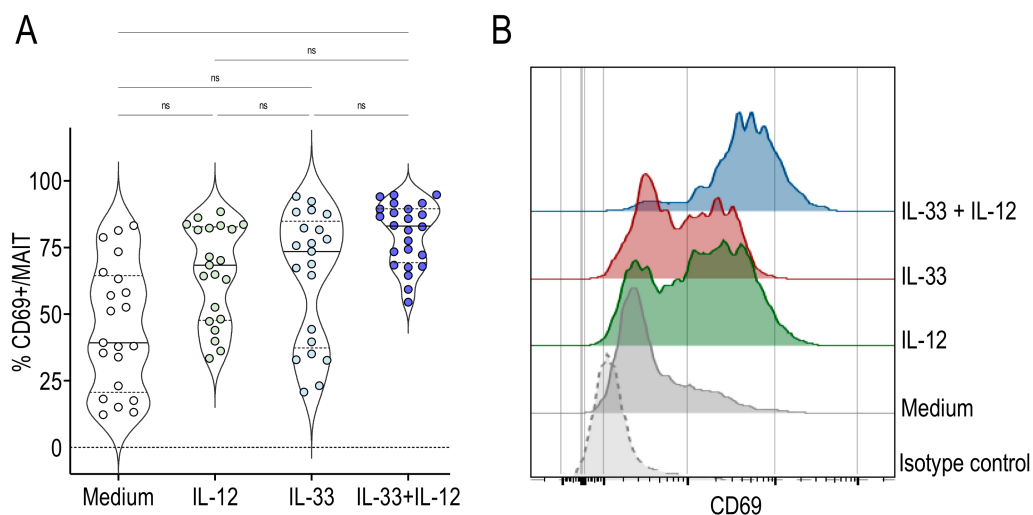 A
B
ns
ns
ns
ns
ns
% CD69+/MAIT
100
75
50
25
0
Medium
IL-12
IL-33
IL-33+IL-12
IL-33 + IL-12
IL-33
IL-12
Medium
Isotype control
CD69